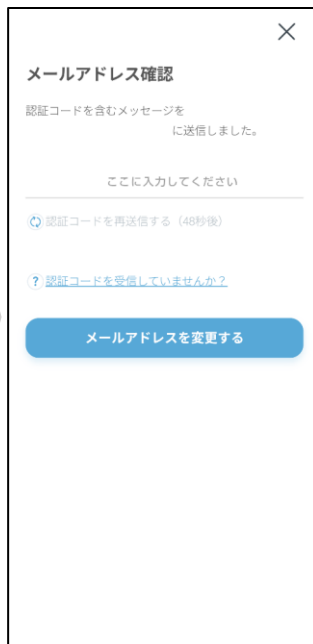 メールアドレス確認
認証コードを含むメッセージを
に送信しました。
ここに入力してください
認証コードを再送信する（48秒後）
? 認証コードを受信していませんか？
メールアドレスを変更する